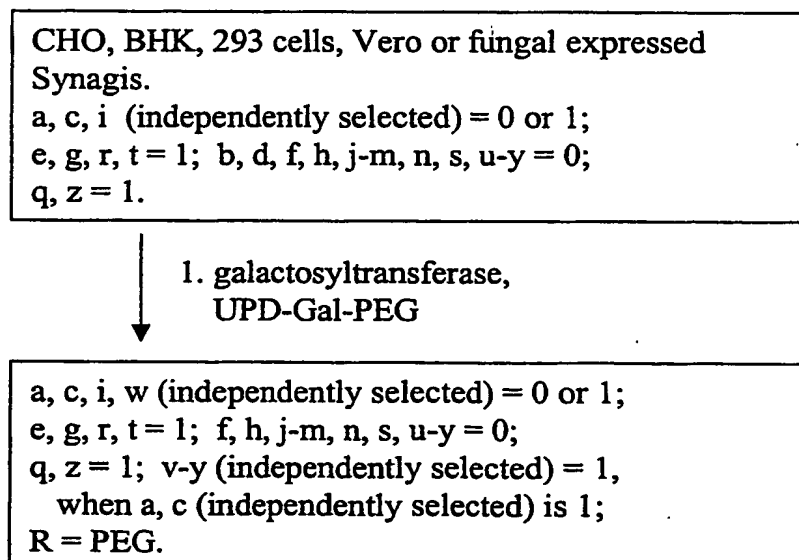 CHO, BHK, 293 cells, Vero or fungal expressed
Synagis.
a, c, i (independently selected) = 0 or 1;
e, g, r, t = 1; b, d, f, h, j-m, n, s, u-y = 0;
q, z = 1.
1. galactosyltransferase,
UPD-Gal-PEG
a, c, i, w (independently selected) = 0 or 1;
e, g, r, t = 1; f, h, j-m, n, s, u-y = 0;
q, z = 1; v-y (independently selected) = 1,
when a, c (independently selected) is 1;
R = PEG.